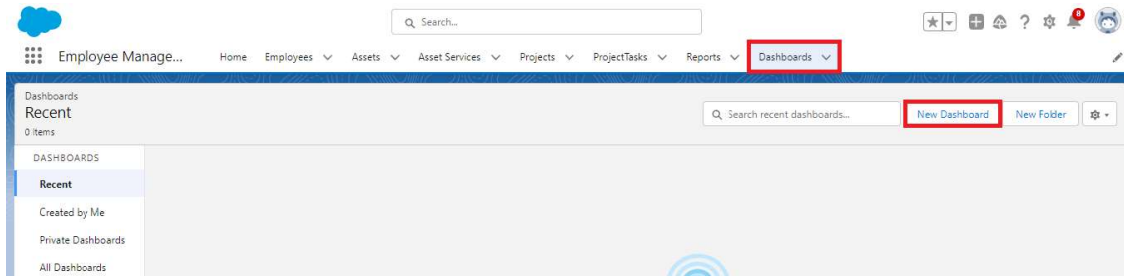 Search...
8
Employee Manage... Home Employees Assets Asset Services Projects ProjectTasks Reports Dashboards
Dashboards
Recent
0 items
Search recent dashboards... New Dashboard New Folder
DASHBOARDS
Recent
Created by Me
Private Dashboards
All Dashboards